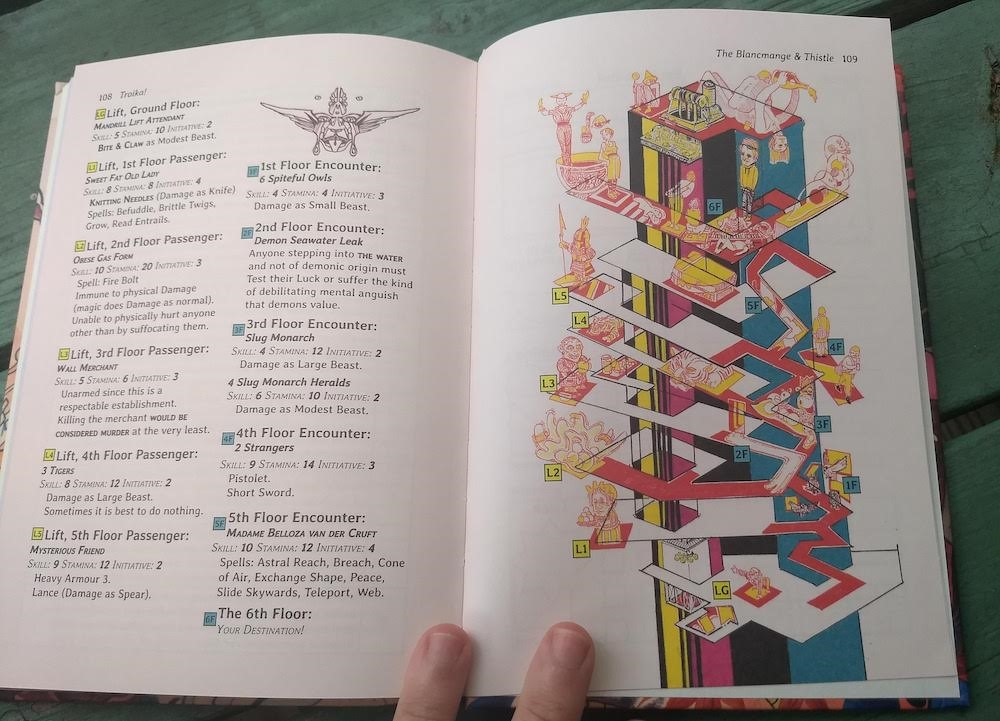 108 Troika!
LG Lift, Ground Floor:
MANDRILL LIFT ATTENDANT
SKILL: 5 STAMINA: 10 INITIATIVE: 2
BITE & CLAW as Modest Beast.
L1 Lift, 1st Floor Passenger:
SWEET FAT OLD LADY
SKILL: 8 STAMINA: 8 INITIATIVE: 4
KNITTING NEEDLES (Damage as Knife)
Spells: Befuddle, Brittle Twigs,
Grow, Read Entrails.
L2 Lift, 2nd Floor Passenger:
OBESE GAS FORM
SKILL: 10 STAMINA: 20 INITIATIVE: 3
Spell: Fire Bolt
Immune to physical Damage
(magic does Damage as normal).
Unable to physically hurt anyone
other than by suffocating them.
L3 Lift, 3rd Floor Passenger:
WALL MERCHANT
SKILL: 5 STAMINA: 6 INITIATIVE: 3
Unarmed since this is a
respectable establishment.
Killing the merchant WOULD BE
CONSIDERED MURDER at the very least.
L4 Lift, 4th Floor Passenger:
3 TIGERS
SKILL: 8 STAMINA: 12 INITIATIVE: 2
Damage as Large Beast.
Sometimes it is best to do nothing.
L5 Lift, 5th Floor Passenger:
MYSTERIOUS FRIEND
SKILL: 9 STAMINA: 12 INITIATIVE: 2
Heavy Armour 3.
Lance (Damage as Spear).
1F 1st Floor Encounter:
6 Spiteful Owls
SKILL: 4 STAMINA: 4 INITIATIVE: 3
Damage as Small Beast.
2F 2nd Floor Encounter:
Demon Seawater Leak
Anyone stepping into THE WATER
and not of demonic origin must
Test their Luck or suffer the kind
of debilitating mental anguish
that demons value.
3F 3rd Floor Encounter:
Slug Monarch
SKILL: 4 STAMINA: 12 INITIATIVE: 2
Damage as Large Beast.
4 Slug Monarch Heralds
SKILL: 6 STAMINA: 10 INITIATIVE: 2
Damage as Modest Beast.
4F 4th Floor Encounter:
2 Strangers
SKILL: 9 STAMINA: 14 INITIATIVE: 3
Pistolet.
Short Sword.
5F 5th Floor Encounter:
MADAME BELLOZA VAN DER CRUFT
SKILL: 10 STAMINA: 12 INITIATIVE: 4
Spells: Astral Reach, Breach, Cone
of Air, Exchange Shape, Peace,
Slide Skywards, Teleport, Web.
6F The 6th Floor:
YOUR DESTINATION!
The Blancmange & Thistle 109
6F
L5
5F
L4
4F
L3
3F
2F
L2
1F
L1
LG